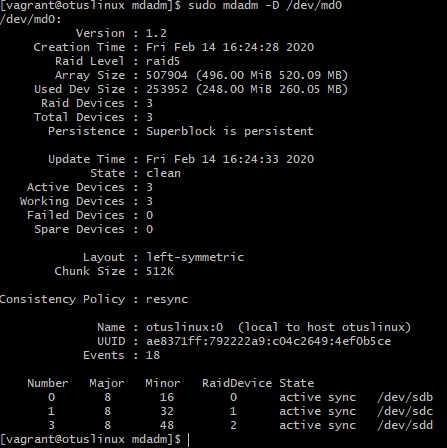 [vagrant@otuslinux mdadm]$ sudo mdadm -D /dev/md0
/dev/md0:
Version : 1.2
Creation Time : Fri Feb 14 16:24:28 2020
Raid Level : raid5
Array Size : 507904 (496.00 MiB 520.09 MB)
Used Dev Size : 253952 (248.00 MiB 260.05 MB)
Raid Devices : 3
Total Devices : 3
Persistence : Superblock is persistent
Update Time : Fri Feb 14 16:24:33 2020
State : clean
Active Devices : 3
Working Devices : 3
Failed Devices : 0
Spare Devices : 0
Layout : left-symmetric
Chunk Size : 512K
Consistency Policy : resync
Name : otuslinux:0  (local to host otuslinux)
UUID : ae8371ff:792222a9:c04c2649:4ef0b5ce
Events : 18
Number   Major   Minor   RaidDevice State
0       8       16        0      active sync   /dev/sdb
1       8       32        1      active sync   /dev/sdc
3       8       48        2      active sync   /dev/sdd
[vagrant@otuslinux mdadm]$